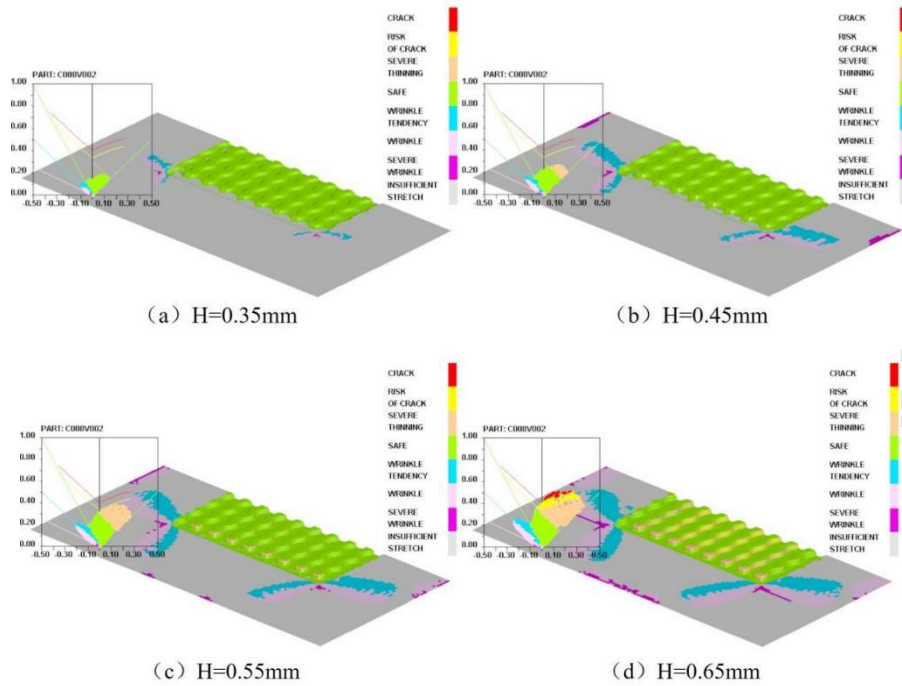 CRACK
RISK
OF CRACK
SEVERE
THINNING
SAFE
WRINKLE
TENDENCY
WRINKLE
SEVERE
WRINKLE
INSUFFICIENT
STRETCH
PART: C008V002
1.00
0.80
0.60
0.40
0.20
0.00
-0.50 -0.30 -0.10 0.10 0.30 0.50
(a) H=0.35mm
CRACK
RISK
OF CRACK
SEVERE
THINNING
SAFE
WRINKLE
TENDENCY
WRINKLE
SEVERE
WRINKLE
INSUFFICIENT
STRETCH
PART: C008V002
1.00
0.80
0.60
0.40
0.20
0.00
-0.50 -0.30 -0.10 0.10 0.30 0.50
(b) H=0.45mm
CRACK
RISK
OF CRACK
SEVERE
THINNING
SAFE
WRINKLE
TENDENCY
WRINKLE
SEVERE
WRINKLE
INSUFFICIENT
STRETCH
PART: C008V002
1.00
0.80
0.60
0.40
0.20
0.00
-0.50 -0.30 -0.10 0.10 0.30 0.50
(c) H=0.55mm
CRACK
RISK
OF CRACK
SEVERE
THINNING
SAFE
WRINKLE
TENDENCY
WRINKLE
SEVERE
WRINKLE
INSUFFICIENT
STRETCH
PART: C008V002
1.00
0.80
0.60
0.40
0.20
0.00
-0.50 -0.30 -0.10 0.10 0.30 0.50
(d) H=0.65mm